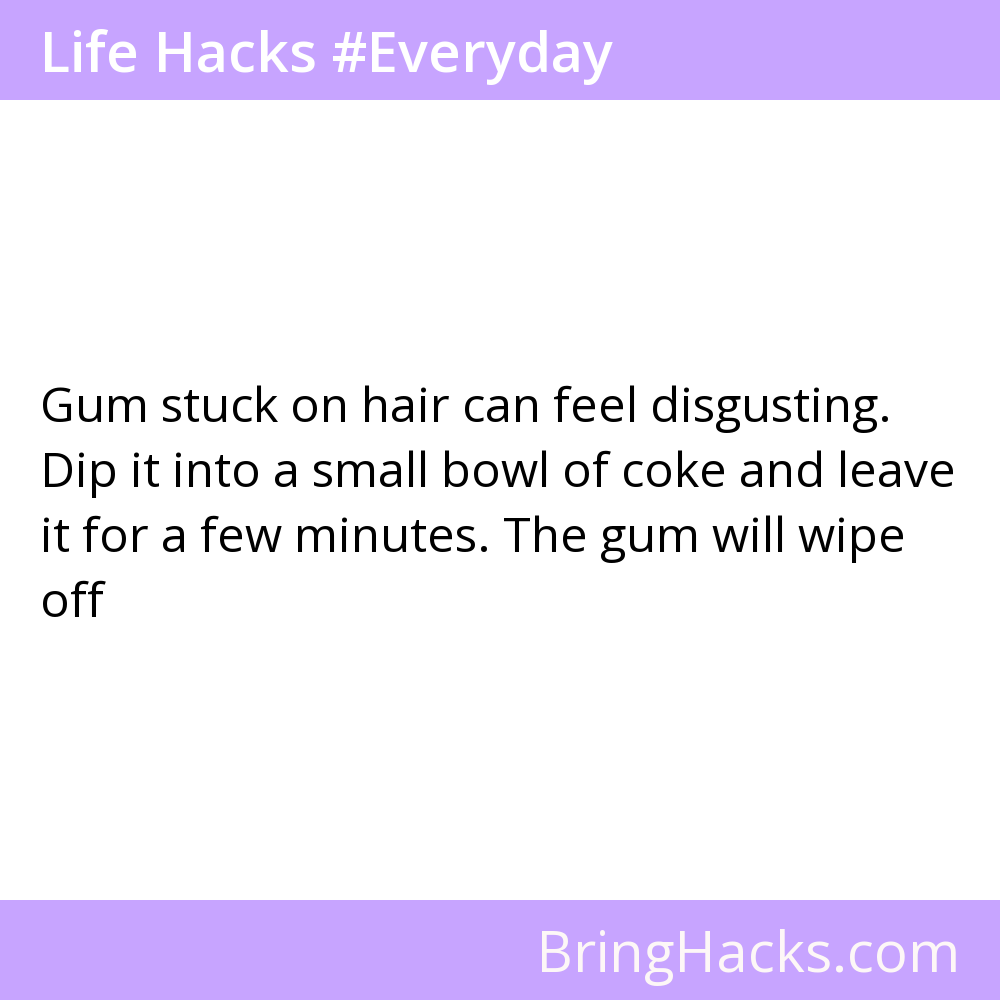 Life Hacks #Everyday
Gum stuck on hair can feel disgusting.
Dip it into a small bowl of coke and leave
it for a few minutes. The gum will wipe
off
BringHacks.com